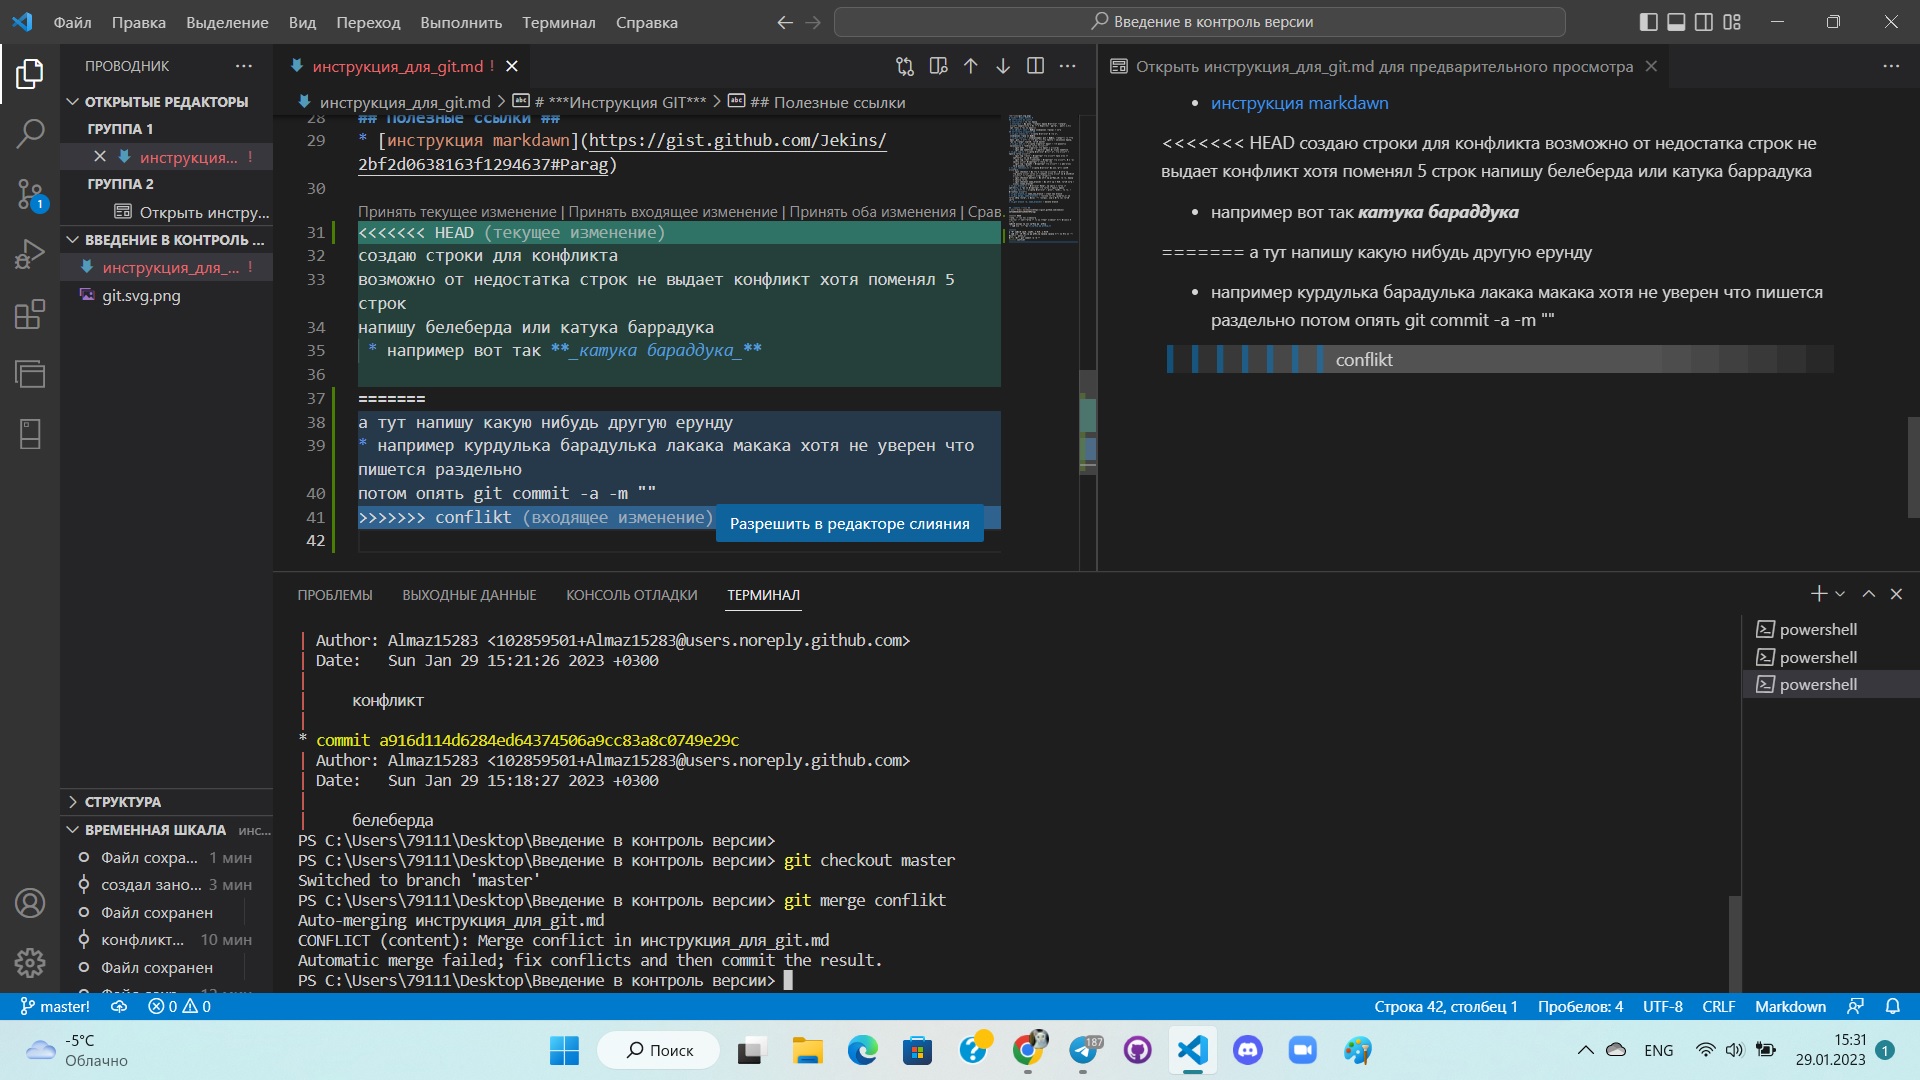 Файл Правка Выделение Вид Переход Выполнить Терминал Справка
Введение в контроль версии
ПРОВОДНИК
ОТКРЫТЫЕ РЕДАКТОРЫ
ГРУППА 1
инструкция... !
ГРУППА 2
Открыть инстру...
ВВЕДЕНИЕ В КОНТРОЛЬ ...
инструкция_для_... !
git.svg.png
СТРУКТУРА
ВРЕМЕННАЯ ШКАЛА инс...
Файл сохра... 1 мин
создал зано... 3 мин
Файл сохранен
конфликт... 10 мин
Файл сохранен
инструкция_для_git.md !
инструкция_для_git.md > # ***Инструкция GIT*** > ## Полезные ссылки
28 ## Полезные ссылки ##
29 * [инструкция markdawn](https://gist.github.com/Jekins/
2bf2d0638163f1294637#Parag)
30
Принять текущее изменение | Принять входящее изменение | Принять оба изменения | Срав.
31 <<<<<<< HEAD (текущее изменение)
32 создаю строки для конфликта
33 возможно от недостатка строк не выдает конфликт хотя поменял 5
строк
34 напишу белеберда или катука баррадука
35 * например вот так **_катука бараддука_**
36
37 =======
38 а тут напишу какую нибудь другую ерунду
39 * например курдулька барадулька лакака макака хотя не уверен что
пишется раздельно
40 потом опять git commit -a -m ""
41 >>>>>>> conflikt (входящее изменение)
42
Разрешить в редакторе слияния
Открыть инструкция_для_git.md для предварительного просмотра
• инструкция markdawn
<<<<<<< HEAD создаю строки для конфликта возможно от недостатка строк не
выдает конфликт хотя поменял 5 строк напишу белеберда или катука баррадука
• например вот так катука бараддука
======= а тут напишу какую нибудь другую ерунду
• например курдулька барадулька лакака макака хотя не уверен что пишется
раздельно потом опять git commit -a -m ""
conflikt
ПРОБЛЕМЫ ВЫХОДНЫЕ ДАННЫЕ КОНСОЛЬ ОТЛАДКИ ТЕРМИНАЛ
| Author: Almaz15283 <102859501+Almaz15283@users.noreply.github.com>
| Date: Sun Jan 29 15:21:26 2023 +0300
|
| конфликт
|
* commit a916d114d6284ed64374506a9cc83a8c0749e29c
| Author: Almaz15283 <102859501+Almaz15283@users.noreply.github.com>
| Date: Sun Jan 29 15:18:27 2023 +0300
|
| белеберда
PS C:\Users\79111\Desktop\Введение в контроль версии>
PS C:\Users\79111\Desktop\Введение в контроль версии> git checkout master
Switched to branch 'master'
PS C:\Users\79111\Desktop\Введение в контроль версии> git merge conflikt
Auto-merging инструкция_для_git.md
CONFLICT (content): Merge conflict in инструкция_для_git.md
Automatic merge failed; fix conflicts and then commit the result.
PS C:\Users\79111\Desktop\Введение в контроль версии>
powershell
powershell
powershell
master! 0 0
Строка 42, столбец 1 Пробелов: 4 UTF-8 CRLF Markdown
-5°C
Облачно
Поиск
187
ENG
15:31
29.01.2023
1